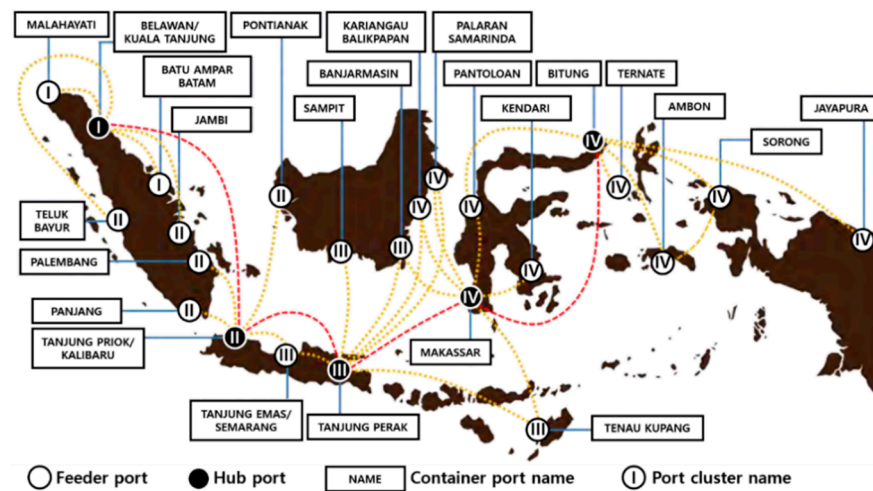 MALAHAYATI
BELAWAN/
KUALA TANJUNG
PONTIANAK
KARIANGAU
BALIKPAPAN
PALARAN
SAMARINDA
BATU AMPAR
BATAM
BANJARMASIN
PANTOLOAN
BITUNG
TERNATE
JAMBI
SAMPIT
KENDARI
AMBON
JAYAPURA
SORONG
I
I
I
II
II
II
II
II
II
III
III
III
III
III
IV
IV
IV
IV
IV
IV
IV
IV
IV
IV
TELUK
BAYUR
PALEMBANG
PANJANG
TANJUNG PRIOK/
KALIBARU
MAKASSAR
TANJUNG EMAS/
SEMARANG
TANJUNG PERAK
TENAU KUPANG
Feeder port
Hub port
NAME
Container port name
I
Port cluster name